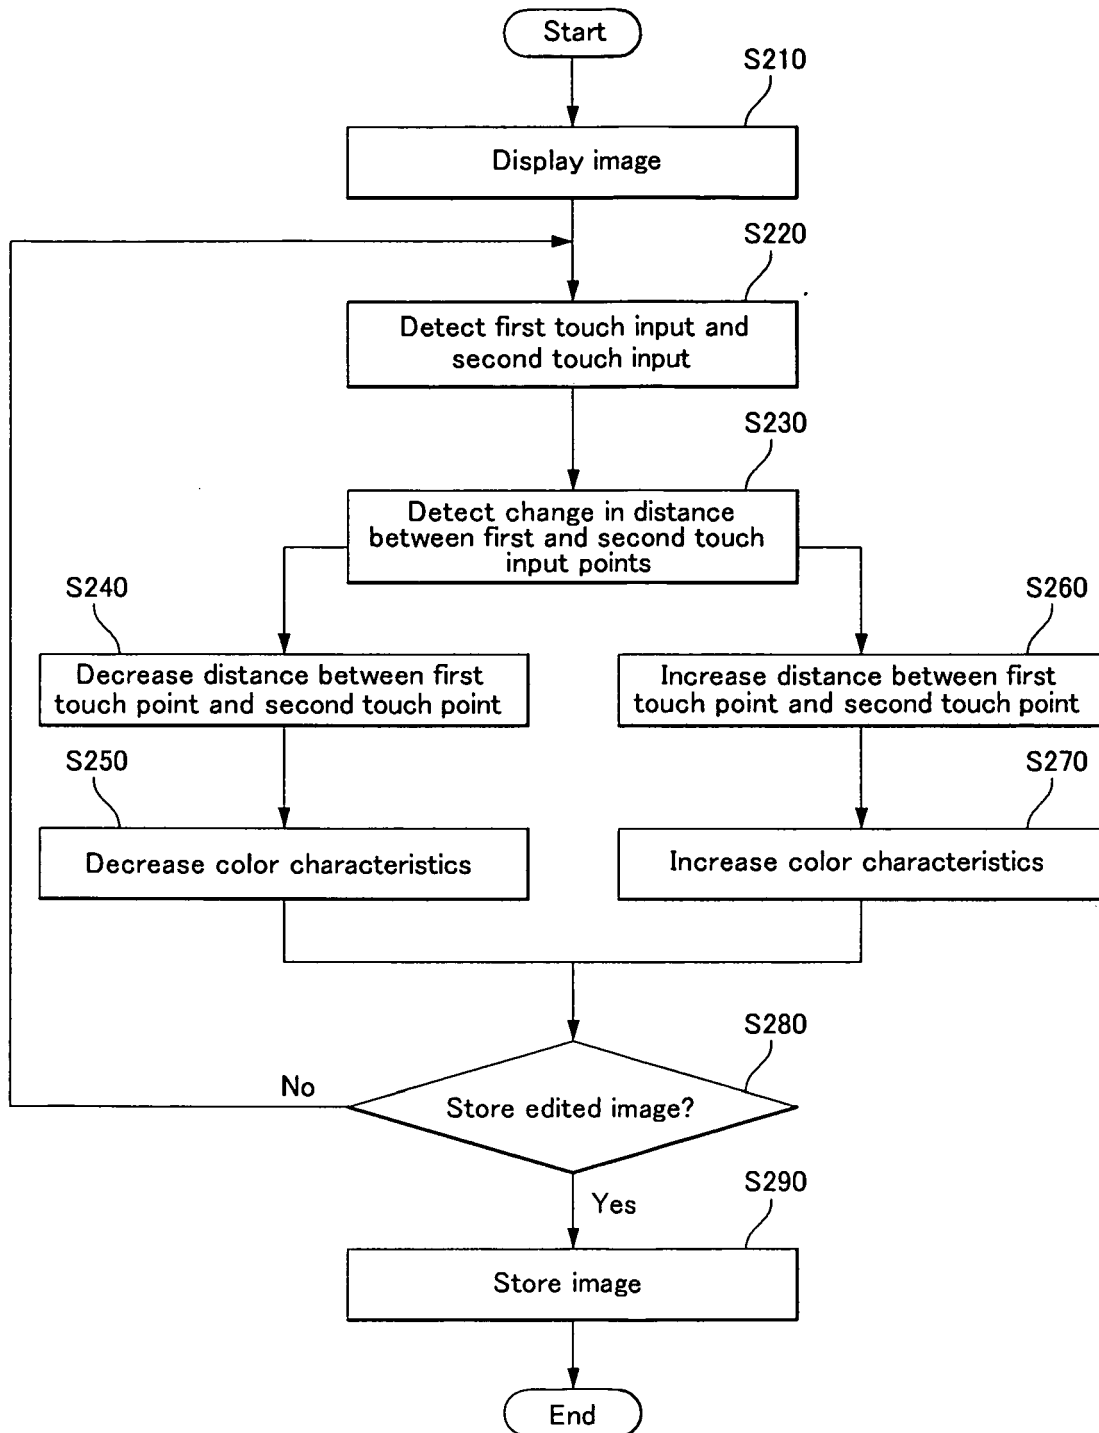 Start
S210
Display image
S220
Detect first touch input and
second touch input
S230
Detect change in distance
between first and second touch
input points
S240
Decrease distance between first
touch point and second touch point
S260
Increase distance between first
touch point and second touch point
S250
Decrease color characteristics
S270
Increase color characteristics
S280
Store edited image?
No
Yes
S290
Store image
End